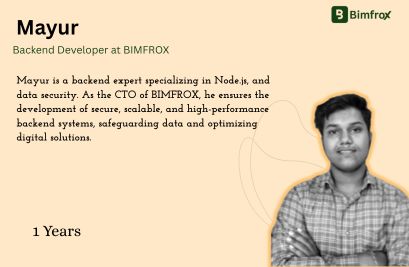 Bimfrox
Mayur
Backend Developer at BIMFROX
Mayur is a backend expert specializing in Node.js, and
data security. As the CTO of BIMFROX, he ensures the
development of secure, scalable, and high-performance
backend systems, safeguarding data and optimizing
digital solutions.
1 Years